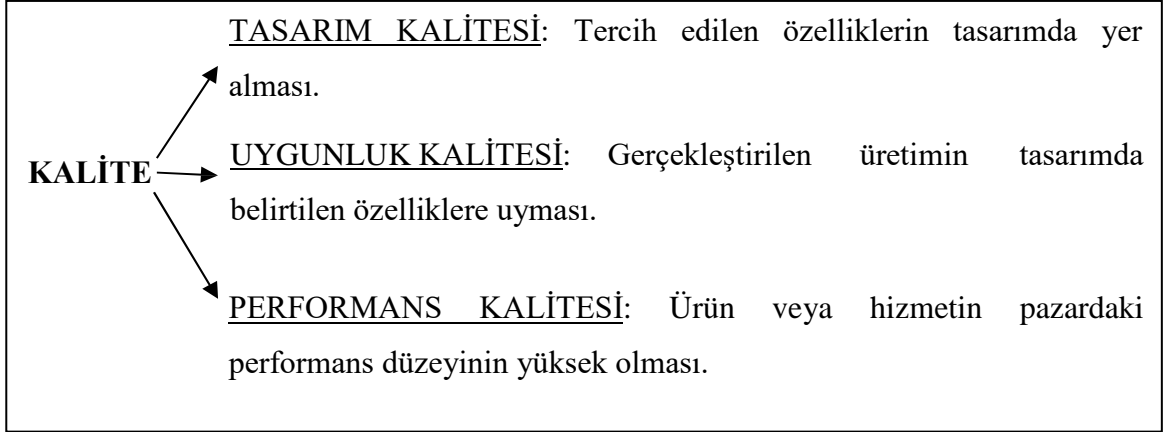 TASARIM KALİTESİ: Tercih edilen özelliklerin tasarımda yer
alması.
KALİTE
UYGUNLUK KALİTESİ: Gerçekleştirilen üretimin tasarımda
belirtilen özelliklere uyması.
PERFORMANS KALİTESİ: Ürün veya hizmetin pazardaki
performans düzeyinin yüksek olması.